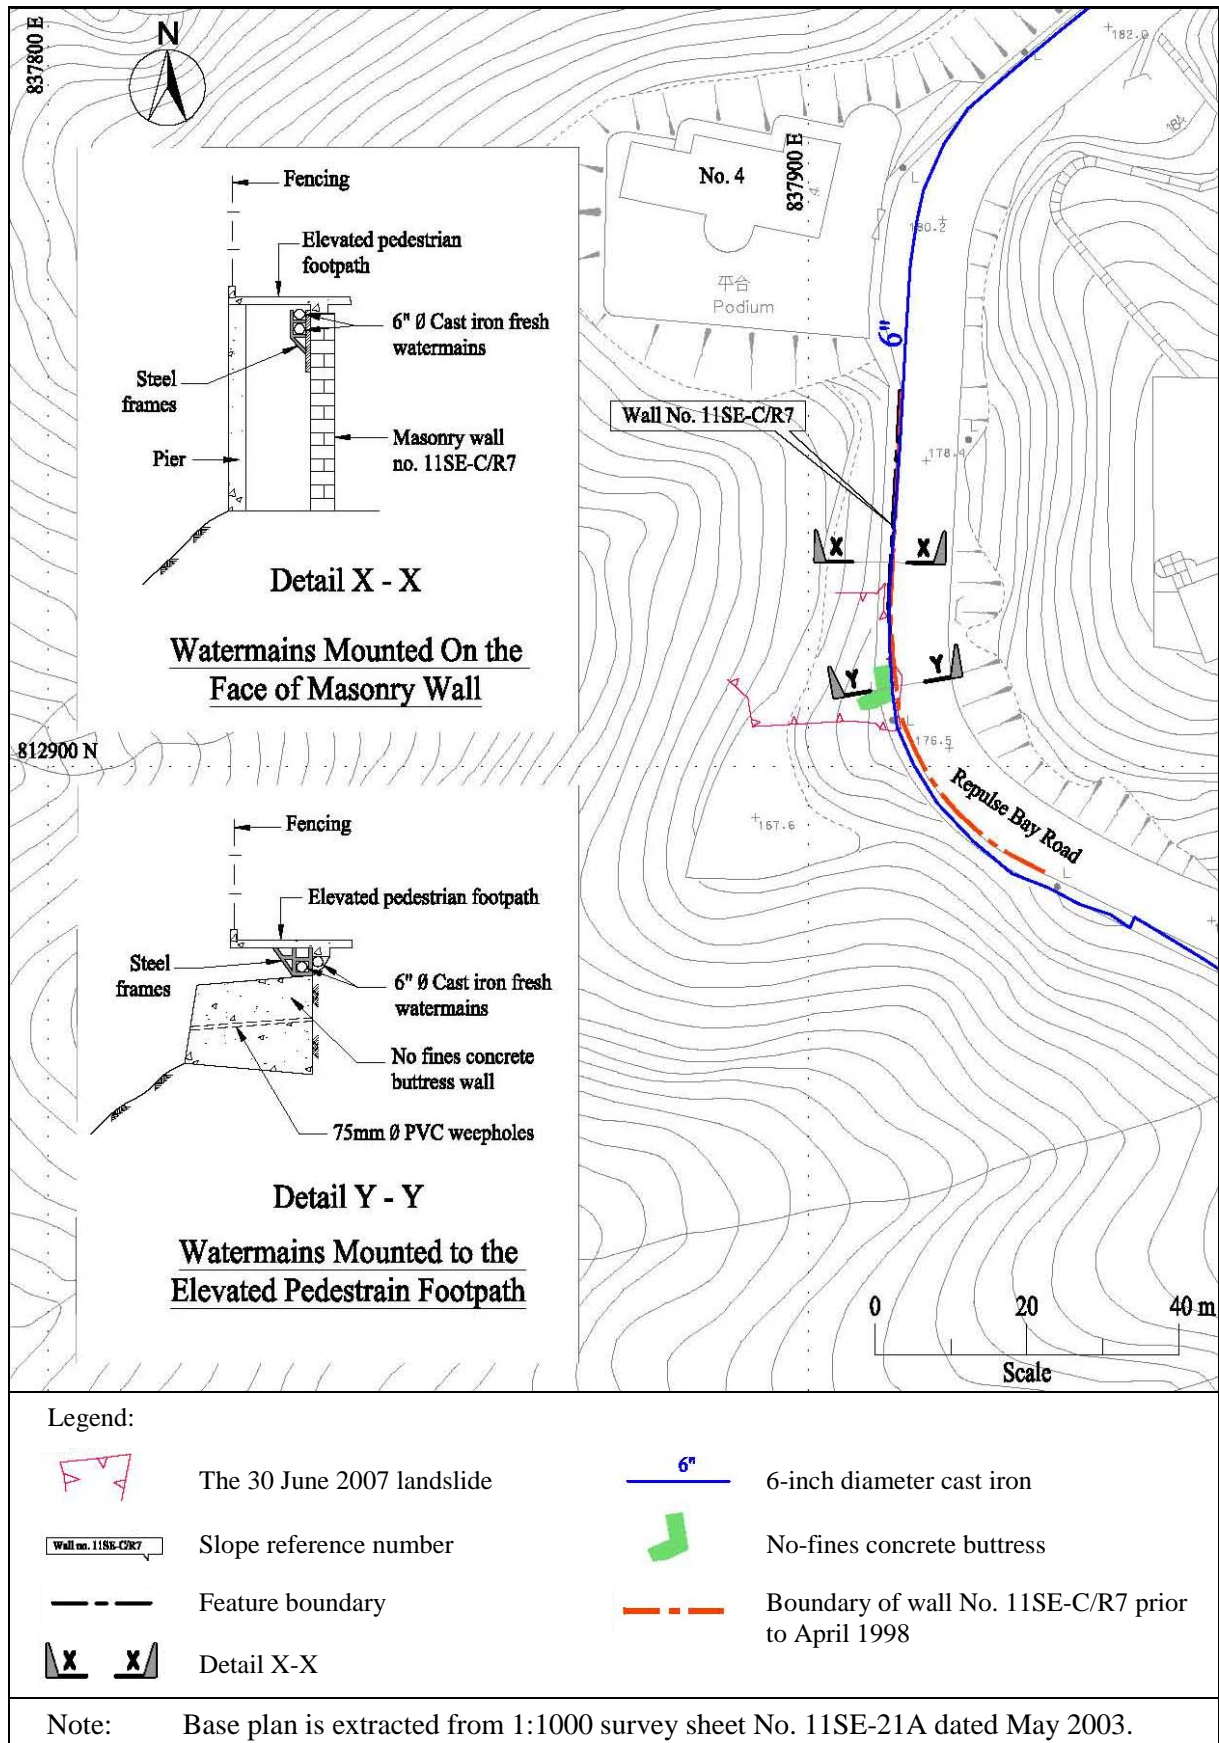 837800 E
N
182.0
184
Fencing
No. 4
837900 E
4
Elevated pedestrian
footpath
180.2
平台
Podium
6" Ø Cast iron fresh
watermains
6"
Steel
frames
Wall No. 11SE-C/R7
Masonry wall
no. 11SE-C/R7
Pier
178.4
L
L
L
L
L
X X
Detail X - X
Watermains Mounted On the
Face of Masonry Wall
Y Y
812900 N
176.5
Repulse Bay Road
167.6
Fencing
Elevated pedestrian footpath
Steel
frames
6" Ø Cast iron fresh
watermains
No fines concrete
buttress wall
75mm Ø PVC weepholes
Detail Y - Y
Watermains Mounted to the
Elevated Pedestrain Footpath
0 20 40 m
Scale
Legend:
The 30 June 2007 landslide
6"
6-inch diameter cast iron
Wall no. 11SE-C/R7
Slope reference number
No-fines concrete buttress
Feature boundary
Boundary of wall No. 11SE-C/R7 prior
to April 1998
X X
Detail X-X
Note: Base plan is extracted from 1:1000 survey sheet No. 11SE-21A dated May 2003.